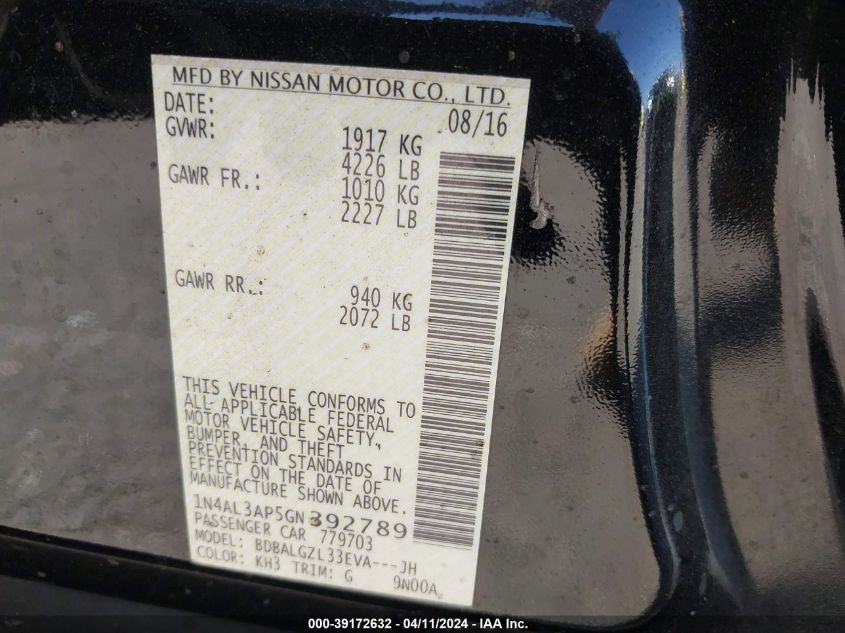 MFD BY NISSAN MOTOR CO., LTD.
DATE: 08/16
GVWR: 1917 KG
4226 LB
GAWR FR.: 1010 KG
2227 LB
GAWR RR.: 940 KG
2072 LB
THIS VEHICLE CONFORMS TO
ALL APPLICABLE FEDERAL
MOTOR VEHICLE SAFETY,
BUMPER, AND THEFT
PREVENTION STANDARDS IN
EFFECT ON THE DATE OF
MANUFACTURE SHOWN ABOVE.
1N4AL3AP5GN392789
PASSENGER CAR 779703
MODEL: BDBALGZL33EVA---JH
COLOR: KH3 TRIM: G 9N00A
000-39172632 - 04/11/2024 - IAA Inc.